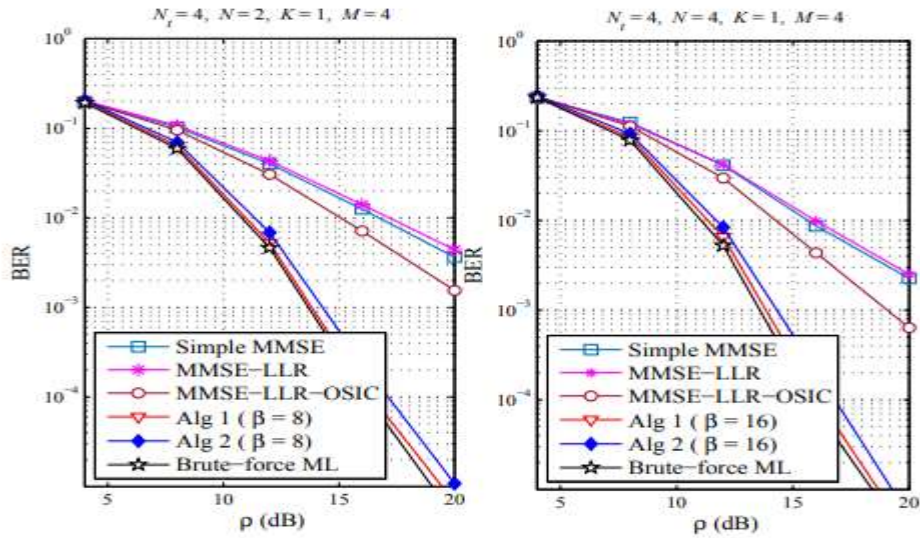 N_t = 4, N = 2, K = 1, M = 4
10^0
10^-1
10^-2
10^-3
10^-4
BER
Simple MMSE
MMSE−LLR
MMSE−LLR−OSIC
Alg 1 ( β = 8)
Alg 2 ( β = 8)
Brute−force ML
5 10 15 20
ρ (dB)
N_t = 4, N = 4, K = 1, M = 4
10^0
10^-1
10^-2
10^-3
10^-4
BER
Simple MMSE
MMSE−LLR
MMSE−LLR−OSIC
Alg 1 ( β = 16)
Alg 2 ( β = 16)
Brute−force ML
5 10 15 20
ρ (dB)